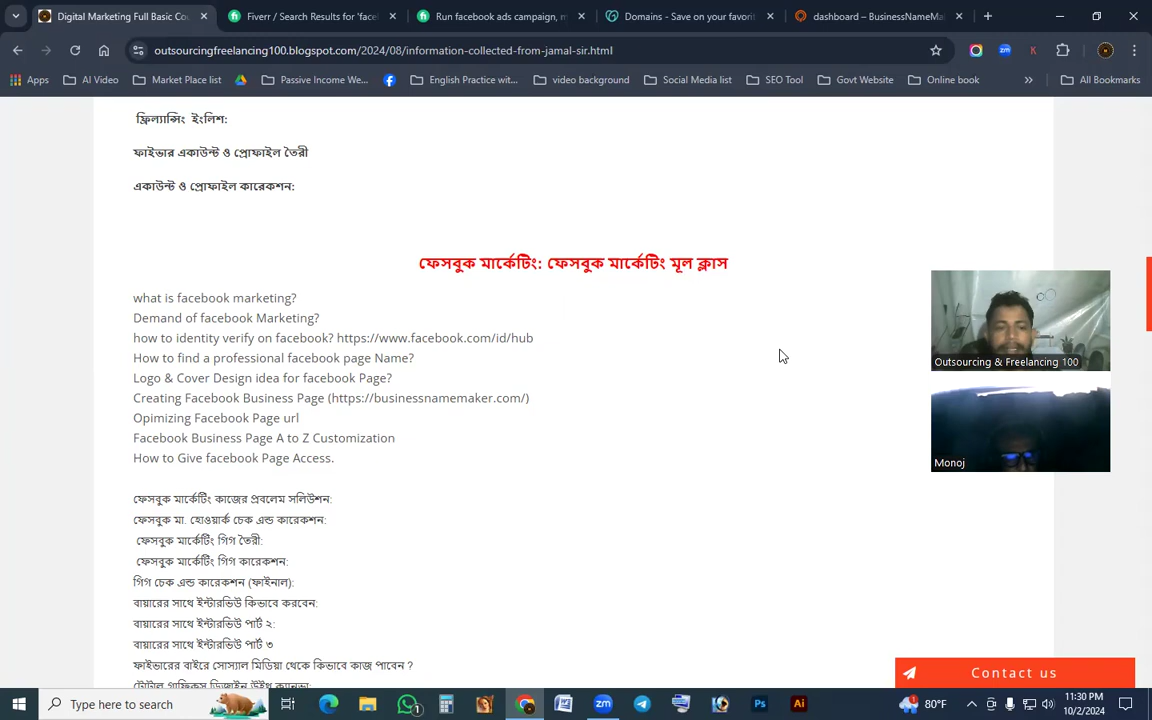 Digital Marketing Full Basic Co
Fiverr / Search Results for 'face
Run facebook ads campaign, m
Domains - Save on your favorit
dashboard – BusinessNameMa
outsourcingfreelancing100.blogspot.com/2024/08/information-collected-from-jamal-sir.html
K
Apps
AI Video
Market Place list
Passive Income We...
English Practice wit...
video background
Social Media list
SEO Tool
Govt Website
Online book
»
All Bookmarks
ফ্রিল্যান্সিং ইংলিশ:
ফাইভার একাউন্ট ও প্রোফাইল তৈরী
একাউন্ট ও প্রোফাইল কারেকশন:
ফেসবুক মার্কেটিং: ফেসবুক মার্কেটিং মূল ক্লাস
what is facebook marketing?
Demand of facebook Marketing?
how to identity verify on facebook? https://www.facebook.com/id/hub
How to find a professional facebook page Name?
Logo & Cover Design idea for facebook Page?
Creating Facebook Business Page (https://businessnamemaker.com/)
Opimizing Facebook Page url
Facebook Business Page A to Z Customization
How to Give facebook Page Access.
ফেসবুক মার্কেটিং কাজের প্রবলেম সলিউশন:
ফেসবুক মা. হোওয়ার্ক চেক এন্ড কারেকশন:
ফেসবুক মার্কেটিং গিগ তৈরী:
ফেসবুক মার্কেটিং গিগ কারেকশন:
গিগ চেক এন্ড কারেকশন (ফাইনাল):
বায়ারের সাথে ইন্টারভিউ কিভাবে করবেন:
বায়ারের সাথে ইন্টারভিউ পার্ট ২:
বায়ারের সাথে ইন্টারভিউ পার্ট ৩
ফাইভারের বাইরে সোস্যাল মিডিয়া থেকে কিভাবে কাজ পাবেন ?
টোটাল গ্রাফিক্স ডিজাইন উইথ ক্যানভা:
Outsourcing & Freelancing 100
Monoj
Contact us
Type here to search
1
zm
Ps
Ai
2
80°F
11:30 PM
10/2/2024